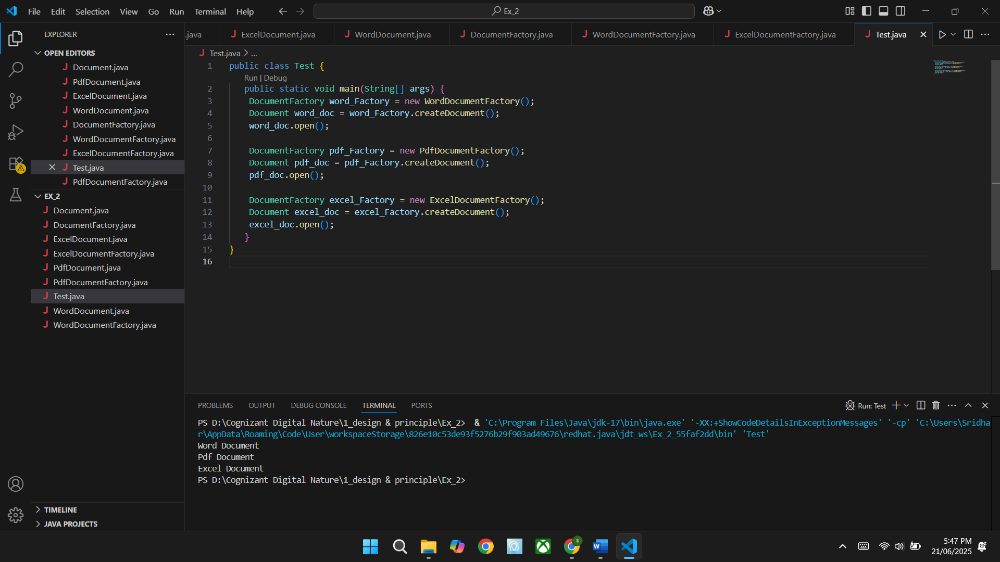 File Edit Selection View Go Run Terminal Help
Ex_2
EXPLORER
OPEN EDITORS
Document.java
PdfDocument.java
ExcelDocument.java
WordDocument.java
DocumentFactory.java
WordDocumentFactory.java
ExcelDocumentFactory.java
Test.java
PdfDocumentFactory.java
EX_2
Document.java
DocumentFactory.java
ExcelDocument.java
ExcelDocumentFactory.java
PdfDocument.java
PdfDocumentFactory.java
Test.java
WordDocument.java
WordDocumentFactory.java
TIMELINE
JAVA PROJECTS
.java ExcelDocument.java WordDocument.java DocumentFactory.java WordDocumentFactory.java ExcelDocumentFactory.java Test.java
Test.java > ...
1 public class Test {
Run | Debug
2 public static void main(String[] args) {
3 DocumentFactory word_Factory = new WordDocumentFactory();
4 Document word_doc = word_Factory.createDocument();
5 word_doc.open();
6
7 DocumentFactory pdf_Factory = new PdfDocumentFactory();
8 Document pdf_doc = pdf_Factory.createDocument();
9 pdf_doc.open();
10
11 DocumentFactory excel_Factory = new ExcelDocumentFactory();
12 Document excel_doc = excel_Factory.createDocument();
13 excel_doc.open();
14 }
15 }
16
PROBLEMS OUTPUT DEBUG CONSOLE TERMINAL PORTS
Run: Test
PS D:\Cognizant Digital Nature\1_design & principle\Ex_2>  & 'C:\Program Files\Java\jdk-17\bin\java.exe' '-XX:+ShowCodeDetailsInExceptionMessages' '-cp' 'C:\Users\Sridha
r\AppData\Roaming\Code\User\workspaceStorage\826e10c53de93f5276b29f903ad49676\redhat.java\jdt_ws\Ex_2_55faf2dd\bin' 'Test'
Word Document
Pdf Document
Excel Document
PS D:\Cognizant Digital Nature\1_design & principle\Ex_2>
5:47 PM
21/06/2025